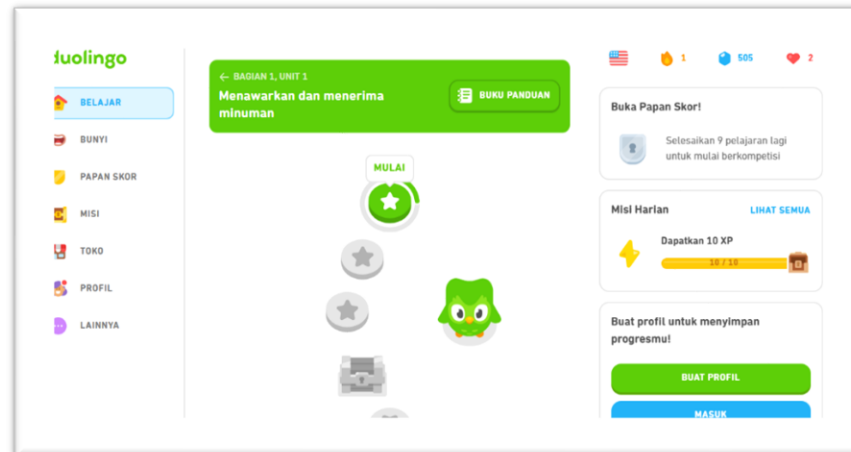 duolingo
BELAJAR
BUNYI
PAPAN SKOR
MISI
TOKO
PROFIL
LAINNYA
← BAGIAN 1, UNIT 1
Menawarkan dan menerima
minuman
BUKU PANDUAN
MULAI
1
505
2
Buka Papan Skor!
Selesaikan 9 pelajaran lagi
untuk mulai berkompetisi
Misi Harian
LIHAT SEMUA
Dapatkan 10 XP
10 / 10
Buat profil untuk menyimpan
progresmu!
BUAT PROFIL
MASUK